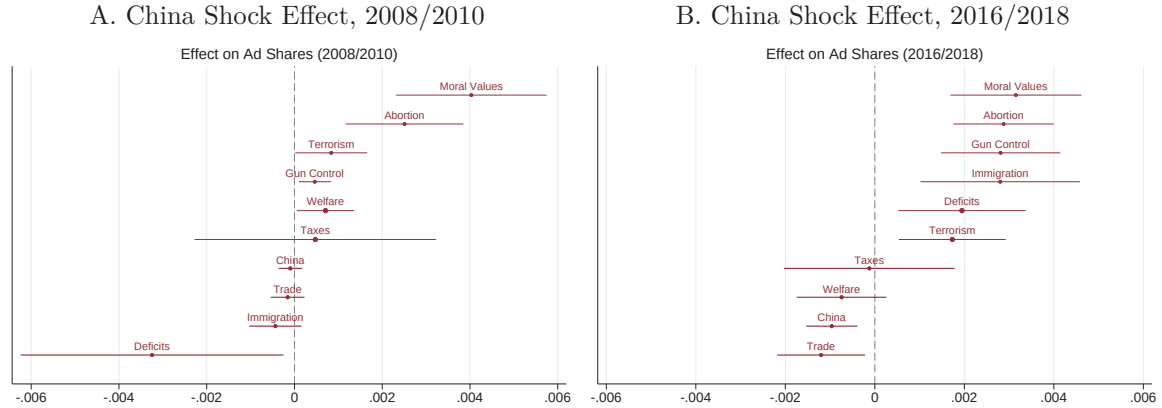 A. China Shock Effect, 2008/2010
Effect on Ad Shares (2008/2010)
Moral Values
Abortion
Terrorism
Gun Control
Welfare
Taxes
China
Trade
Immigration
Deficits
-.006 -.004 -.002 0 .002 .004 .006
B. China Shock Effect, 2016/2018
Effect on Ad Shares (2016/2018)
Moral Values
Abortion
Gun Control
Immigration
Deficits
Terrorism
Taxes
Welfare
China
Trade
-.006 -.004 -.002 0 .002 .004 .006